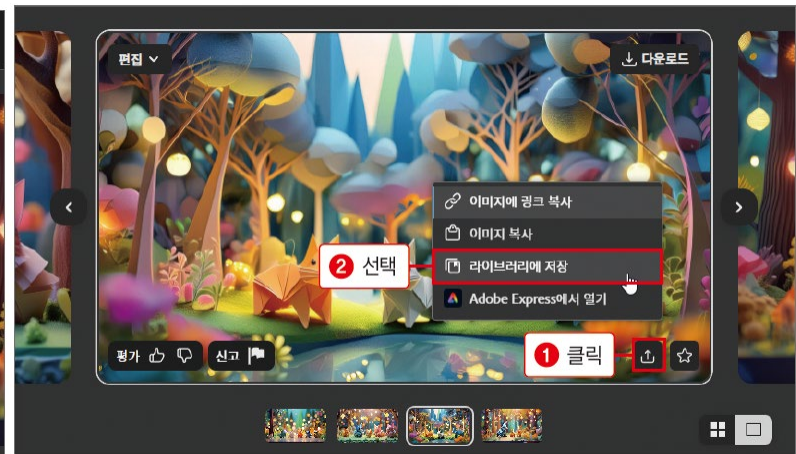 편집
다운로드
이미지에 링크 복사
이미지 복사
2 선택
라이브러리에 저장
Adobe Express에서 열기
평가
신고
1 클릭